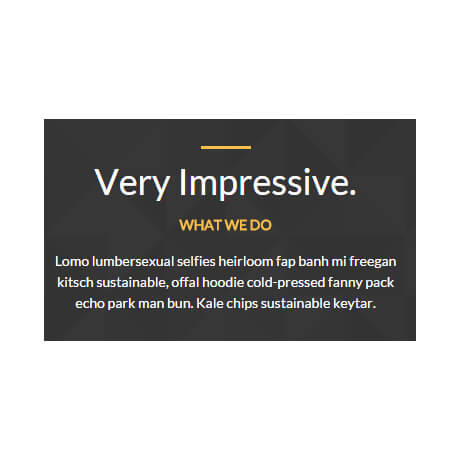 Very Impressive.
WHAT WE DO
Lomo lumbersexual selfies heirloom fap banh mi freegan
kitsch sustainable, offal hoodie cold-pressed fanny pack
echo park man bun. Kale chips sustainable keytar.